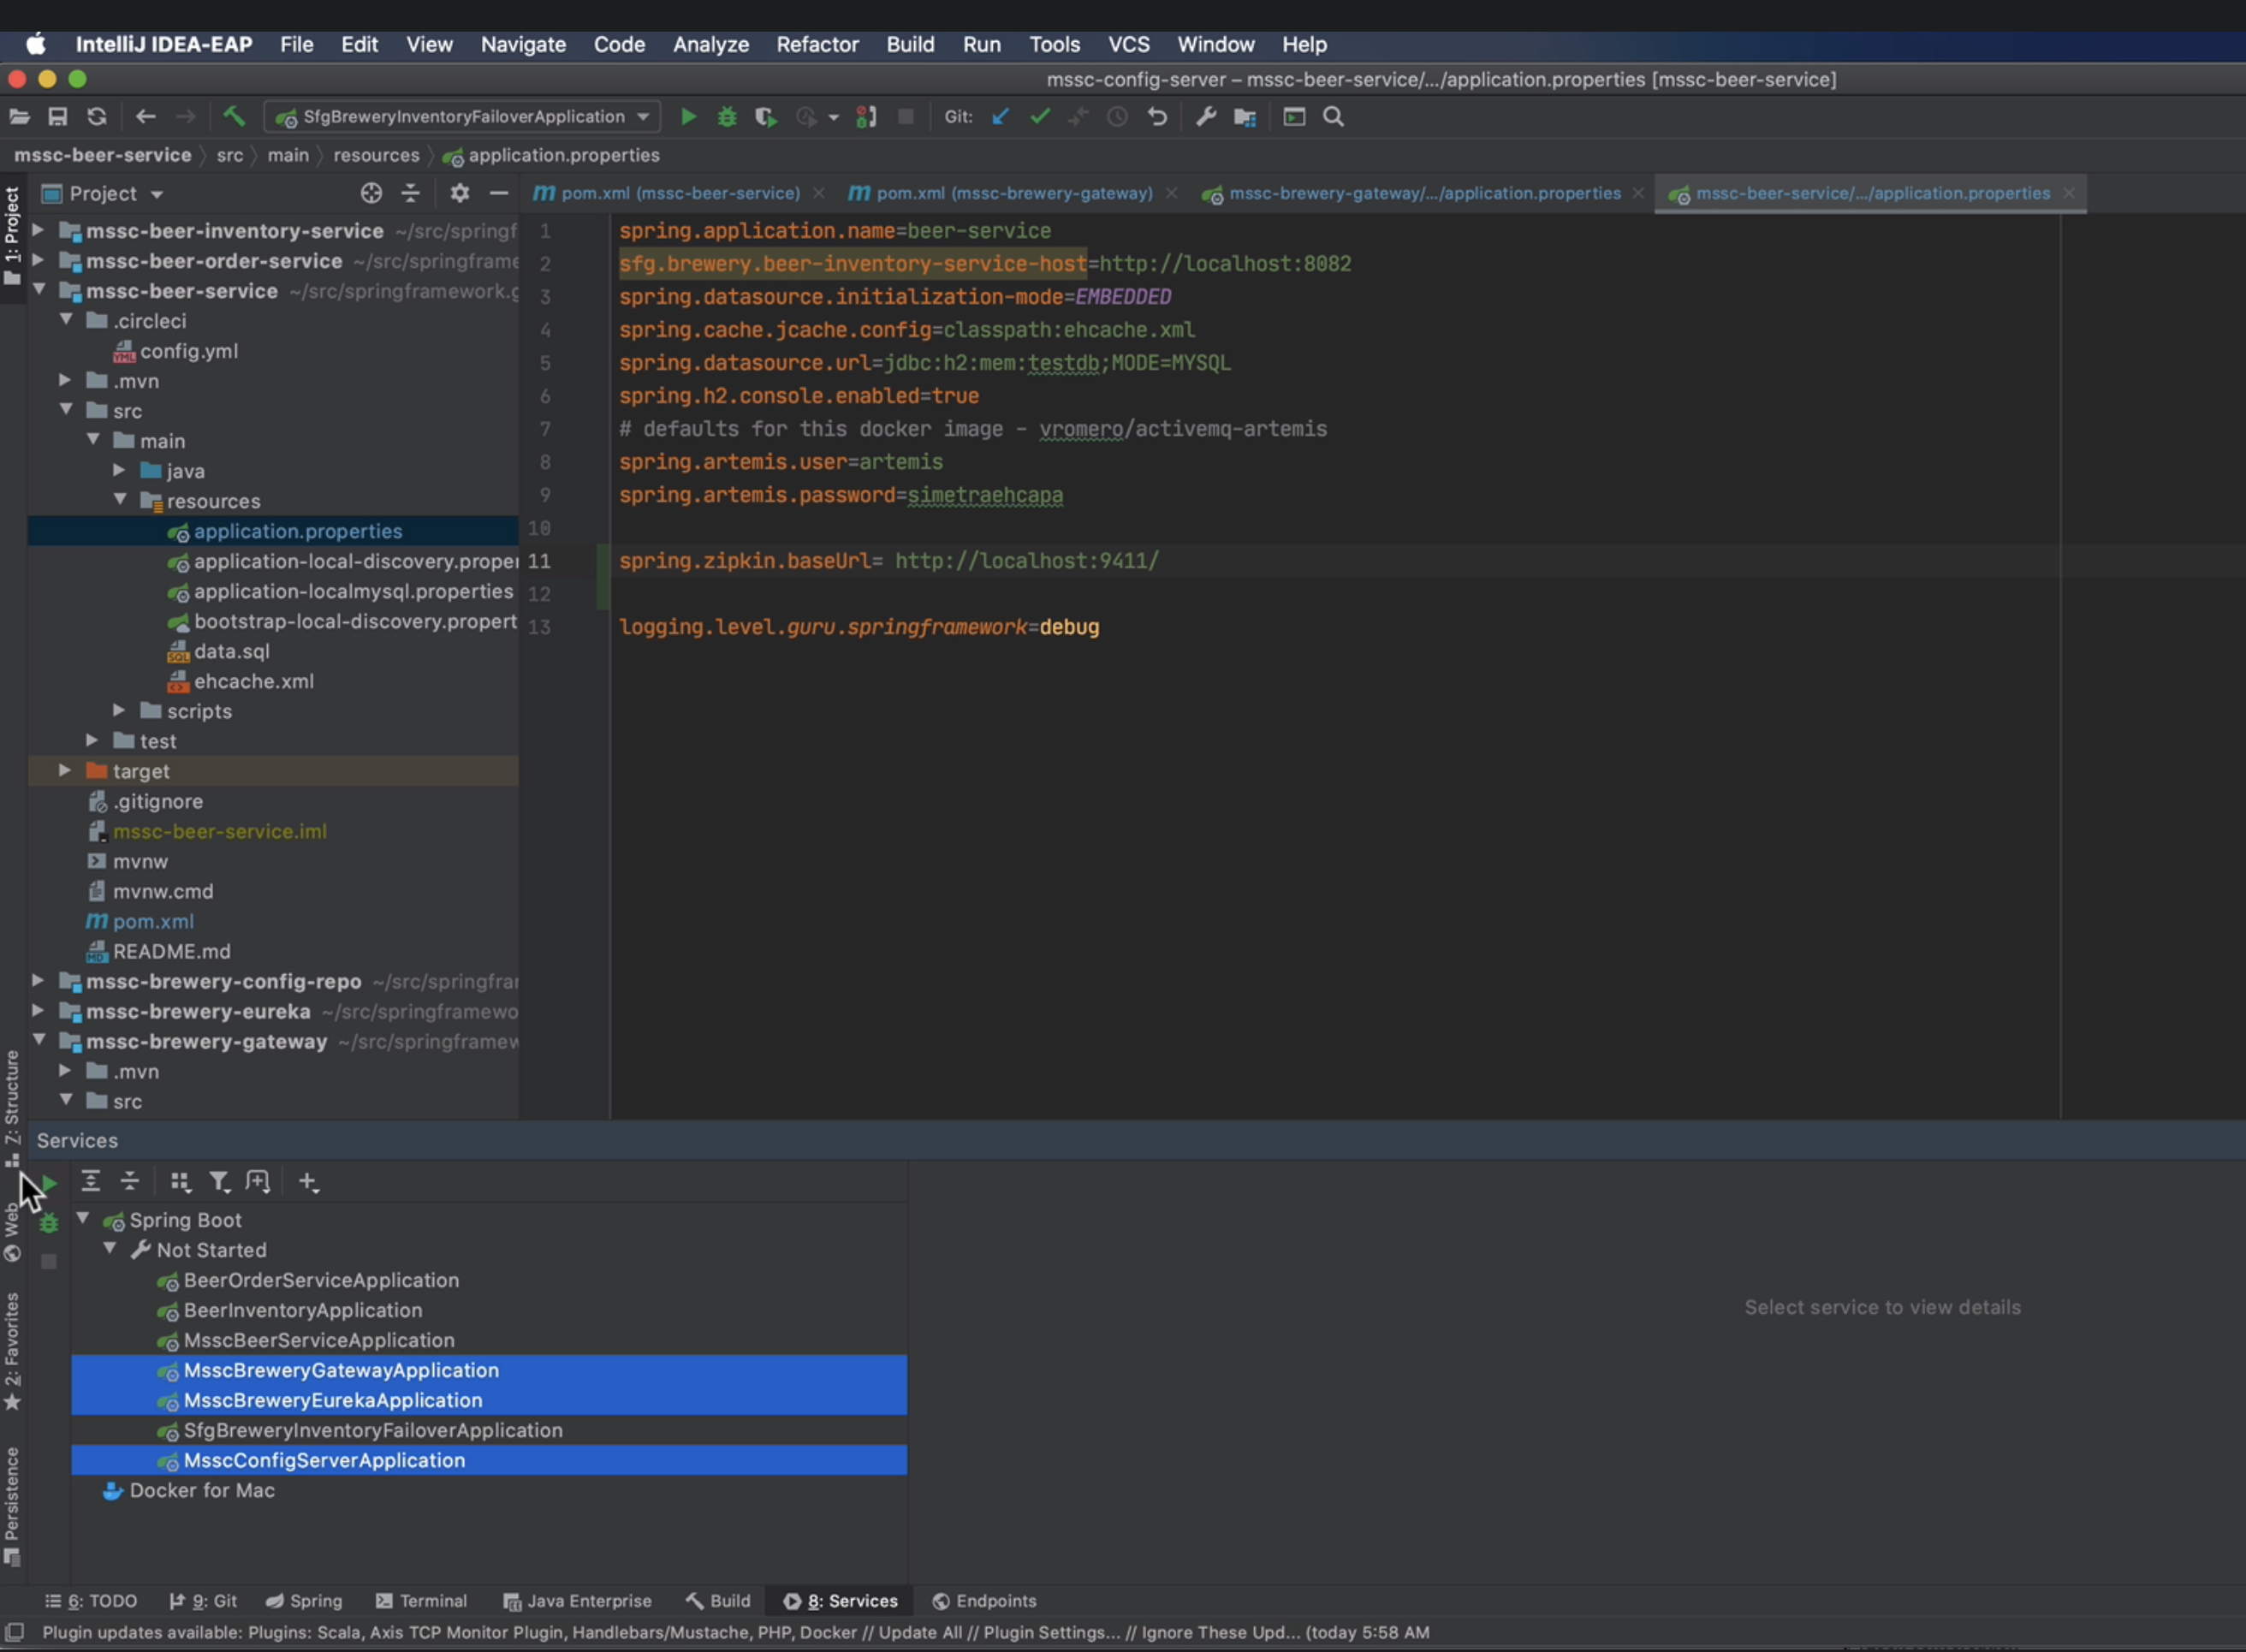 IntelliJ IDEA-EAP File Edit View Navigate Code Analyze Refactor Build Run Tools VCS Window Help
mssc-config-server – mssc-beer-service/.../application.properties [mssc-beer-service]
SfgBreweryInventoryFailoverApplication Git:
mssc-beer-service src main resources application.properties
1: Project
Project
pom.xml (mssc-beer-service) pom.xml (mssc-brewery-gateway) mssc-brewery-gateway/.../application.properties mssc-beer-service/.../application.properties
mssc-beer-inventory-service ~/src/springf
mssc-beer-order-service ~/src/springframe
mssc-beer-service ~/src/springframework.g
.circleci
config.yml
.mvn
src
main
java
resources
application.properties
application-local-discovery.proper
application-localmysql.properties
bootstrap-local-discovery.propert
data.sql
ehcache.xml
scripts
test
target
.gitignore
mssc-beer-service.iml
mvnw
mvnw.cmd
pom.xml
README.md
mssc-brewery-config-repo ~/src/springfrar
mssc-brewery-eureka ~/src/springframewo
mssc-brewery-gateway ~/src/springframew
.mvn
src
1 spring.application.name=beer-service
2 sfg.brewery.beer-inventory-service-host=http://localhost:8082
3 spring.datasource.initialization-mode=EMBEDDED
4 spring.cache.jcache.config=classpath:ehcache.xml
5 spring.datasource.url=jdbc:h2:mem:testdb;MODE=MYSQL
6 spring.h2.console.enabled=true
7 # defaults for this docker image - vromero/activemq-artemis
8 spring.artemis.user=artemis
9 spring.artemis.password=simetraehcapa
10
11 spring.zipkin.baseUrl= http://localhost:9411/
12
13 logging.level.guru.springframework=debug
Z: Structure
Web
2: Favorites
Persistence
Services
Spring Boot
Not Started
BeerOrderServiceApplication
BeerInventoryApplication
MsscBeerServiceApplication
MsscBreweryGatewayApplication
MsscBreweryEurekaApplication
SfgBreweryInventoryFailoverApplication
MsscConfigServerApplication
Docker for Mac
Select service to view details
6: TODO 9: Git Spring Terminal Java Enterprise Build 8: Services Endpoints
Plugin updates available: Plugins: Scala, Axis TCP Monitor Plugin, Handlebars/Mustache, PHP, Docker // Update All // Plugin Settings... // Ignore These Upd... (today 5:58 AM